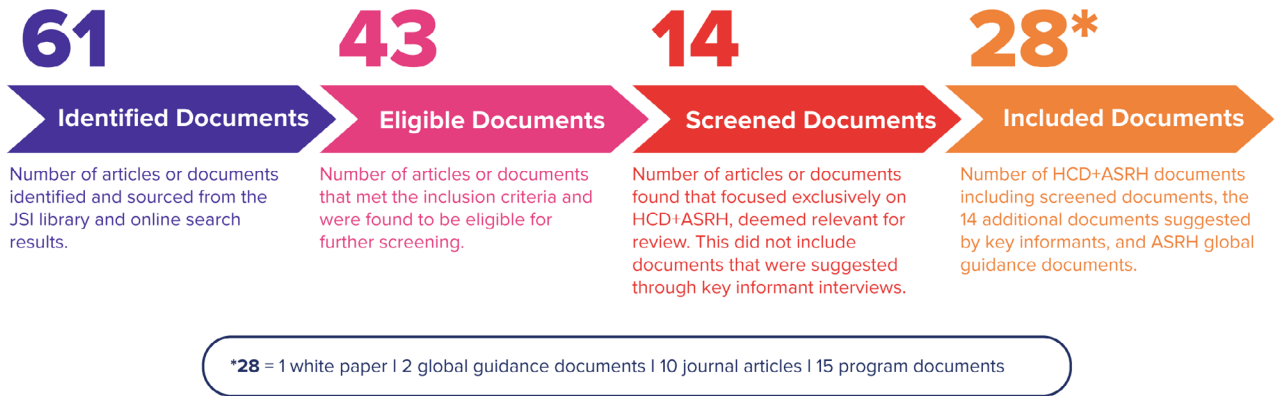 61
Identified Documents
Number of articles or documents
identified and sourced from the
JSI library and online search
results.
43
Eligible Documents
Number of articles or documents
that met the inclusion criteria and
were found to be eligible for
further screening.
14
Screened Documents
Number of articles or documents
found that focused exclusively on
HCD+ASRH, deemed relevant for
review. This did not include
documents that were suggested
through key informant interviews.
28*
Included Documents
Number of HCD+ASRH documents
including screened documents, the
14 additional documents suggested
by key informants, and ASRH global
guidance documents.
*28 = 1 white paper I 2 global guidance documents I 10 journal articles I 15 program documents